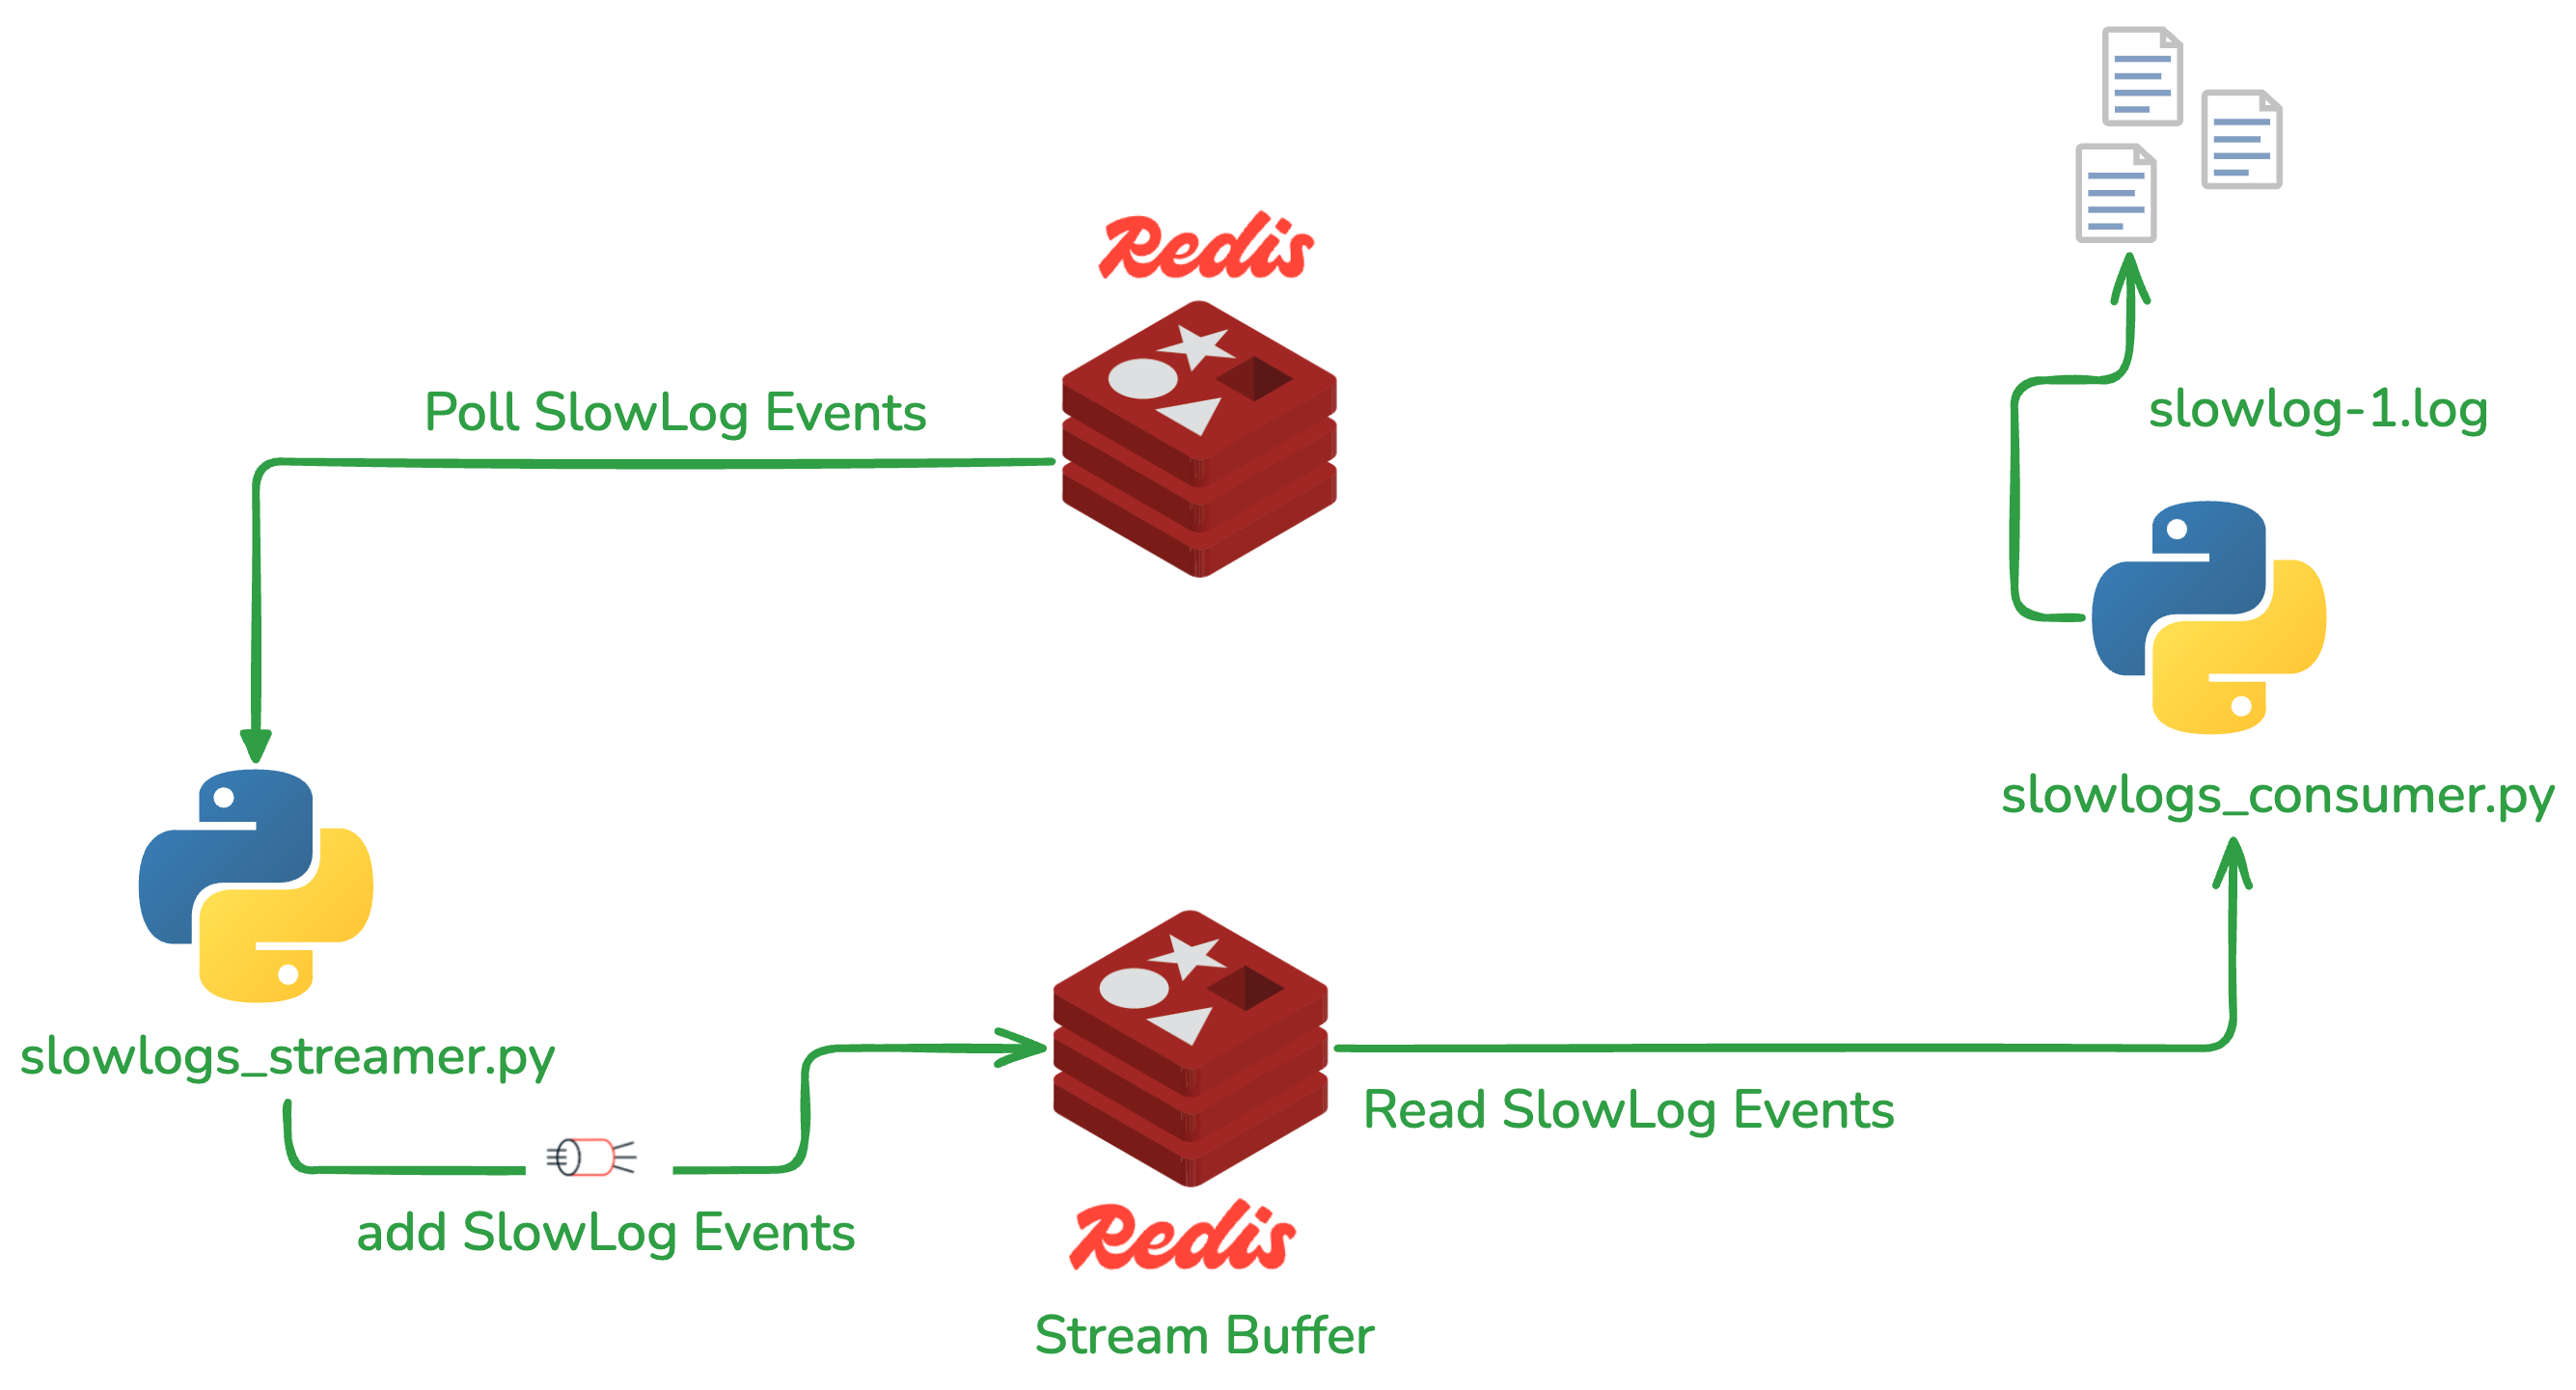 Redis
Poll SlowLog Events
slowlog-1.log
slowlogs_consumer.py
slowlogs_streamer.py
Read SlowLog Events
add SlowLog Events
Redis
Stream Buffer